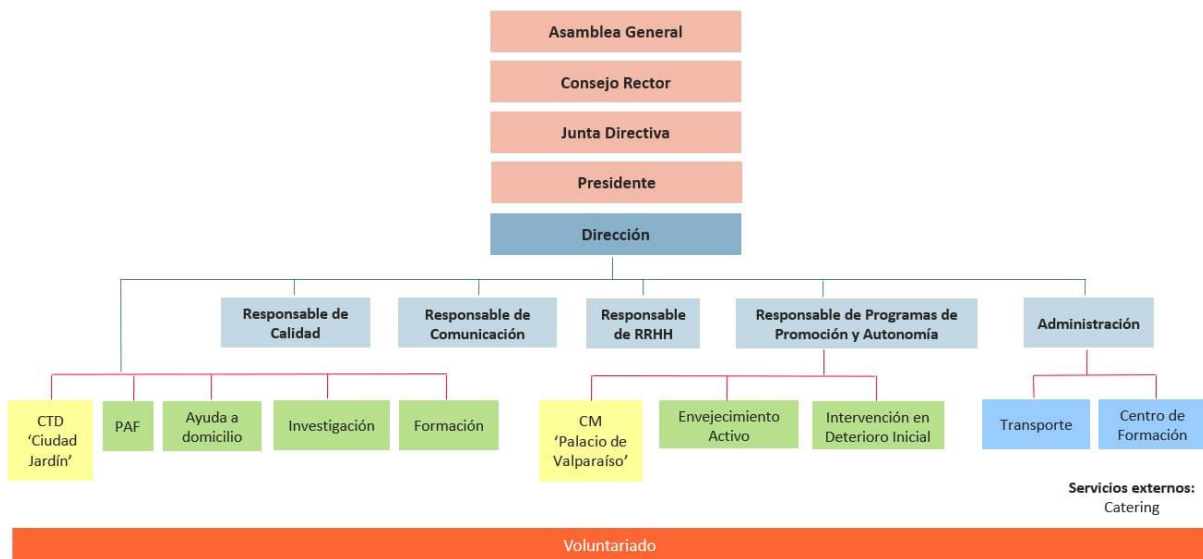 Asamblea General
Consejo Rector
Junta Directiva
Presidente
Dirección
Responsable de
Calidad
Responsable de
Comunicación
Responsable
de RRHH
Responsable de Programas de
Promoción y Autonomía
Administración
CTD
‘Ciudad
Jardín’
PAF
Ayuda a
domicilio
Investigación
Formación
CM
‘Palacio de
Valparaíso’
Envejecimiento
Activo
Intervención en
Deterioro Inicial
Transporte
Centro de
Formación
Servicios externos:
Catering
Voluntariado